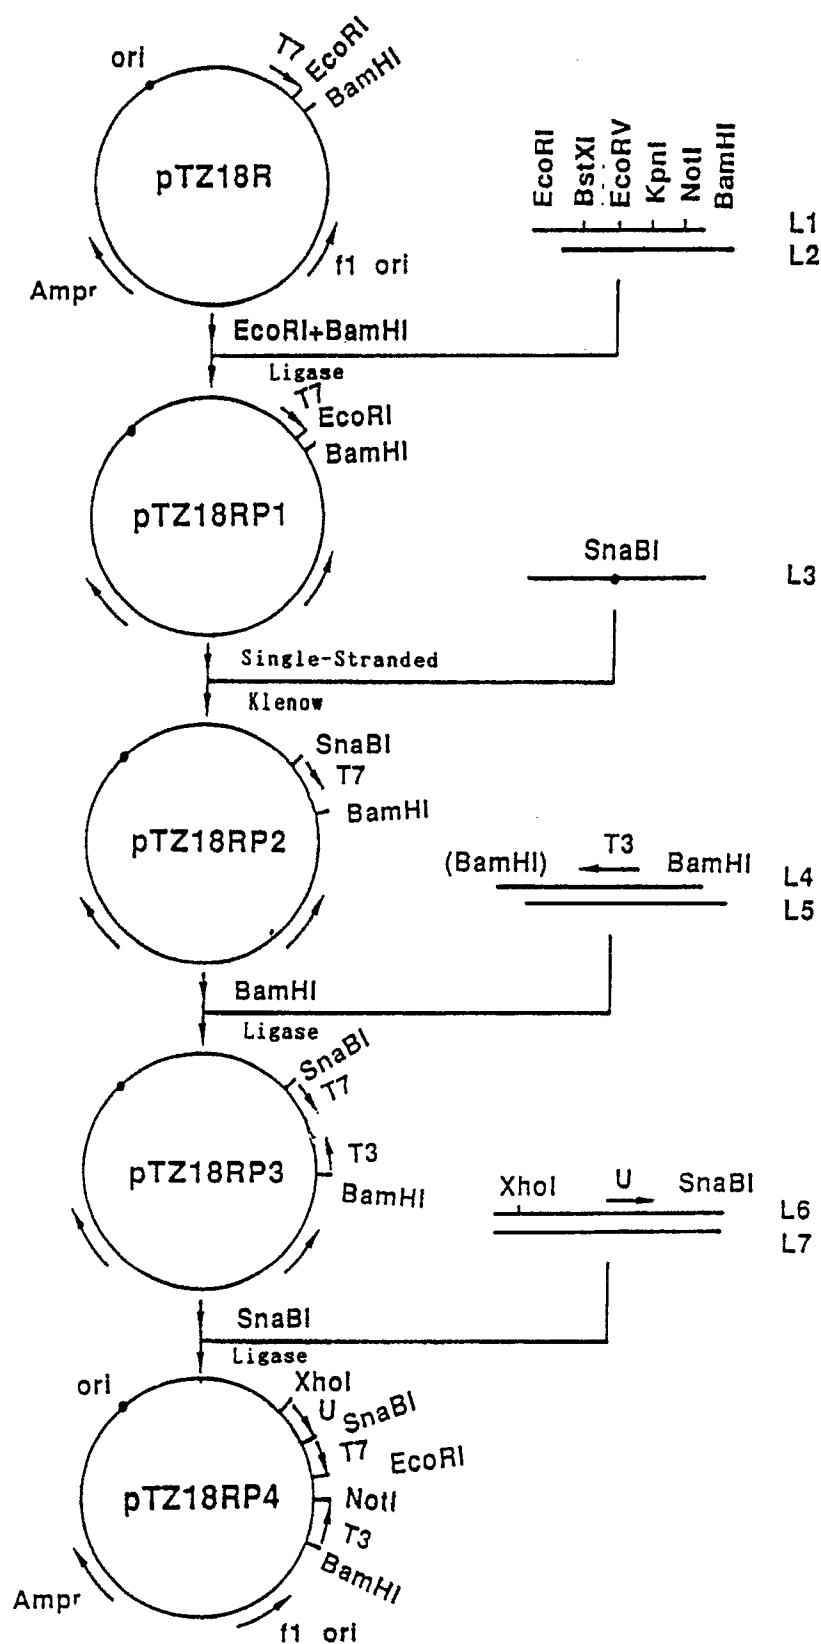 ori
T7
EcoRI
BamHI
pTZ18R
Ampr
f1 ori
EcoRI
BstXI
EcoRV
KpnI
NotI
BamHI
L1
L2
EcoRI+BamHI
Ligase
T7
EcoRI
BamHI
pTZ18RP1
SnaBI
L3
Single-Stranded
Klenow
SnaBI
T7
BamHI
pTZ18RP2
(BamHI)
T3
BamHI
L4
L5
BamHI
Ligase
SnaBI
T7
T3
BamHI
pTZ18RP3
XhoI
U
SnaBI
L6
L7
SnaBI
Ligase
ori
XhoI
U
SnaBI
T7
EcoRI
NotI
T3
BamHI
pTZ18RP4
Ampr
f1 ori